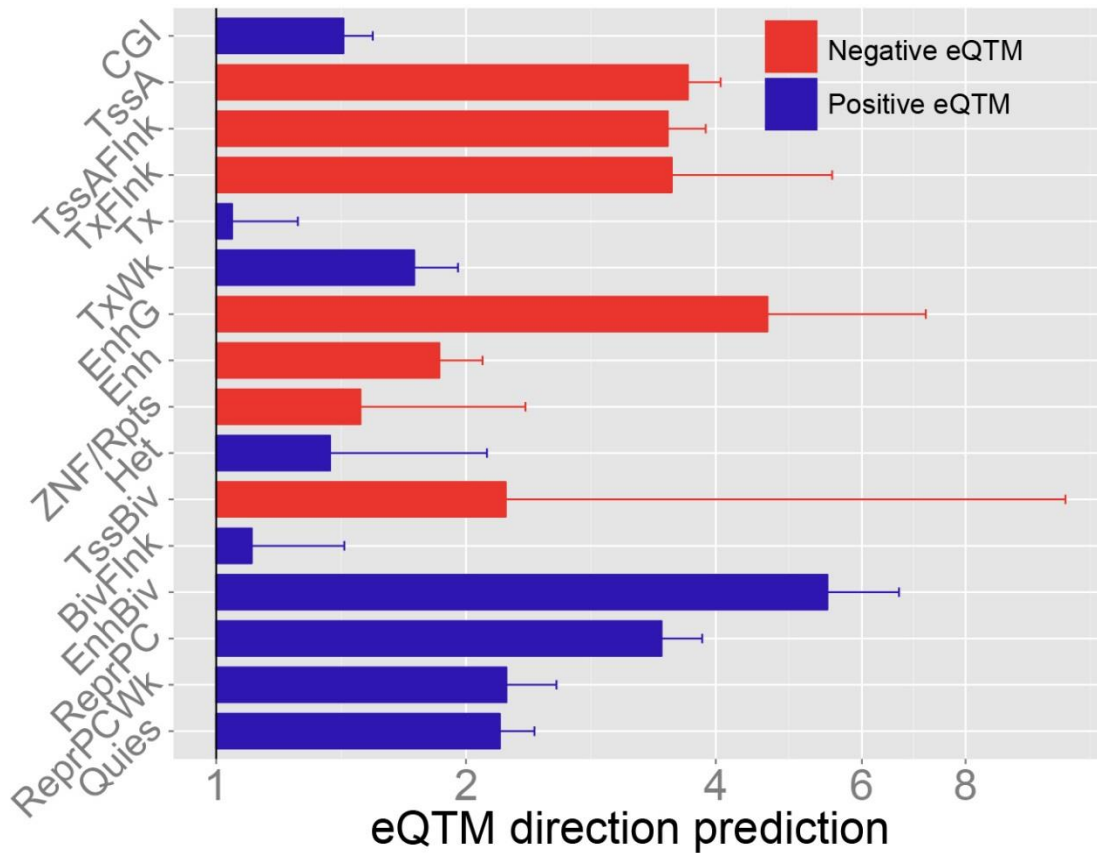 CGI
TssA
TssAFlnk
TxFlnk
Tx
TxWk
EnhG
Enh
ZNF/Rpts
Het
TssBiv
BivFlnk
EnhBiv
ReprPC
ReprPCWk
Quies
Negative eQTM
Positive eQTM
1 2 4 6 8
eQTM direction prediction